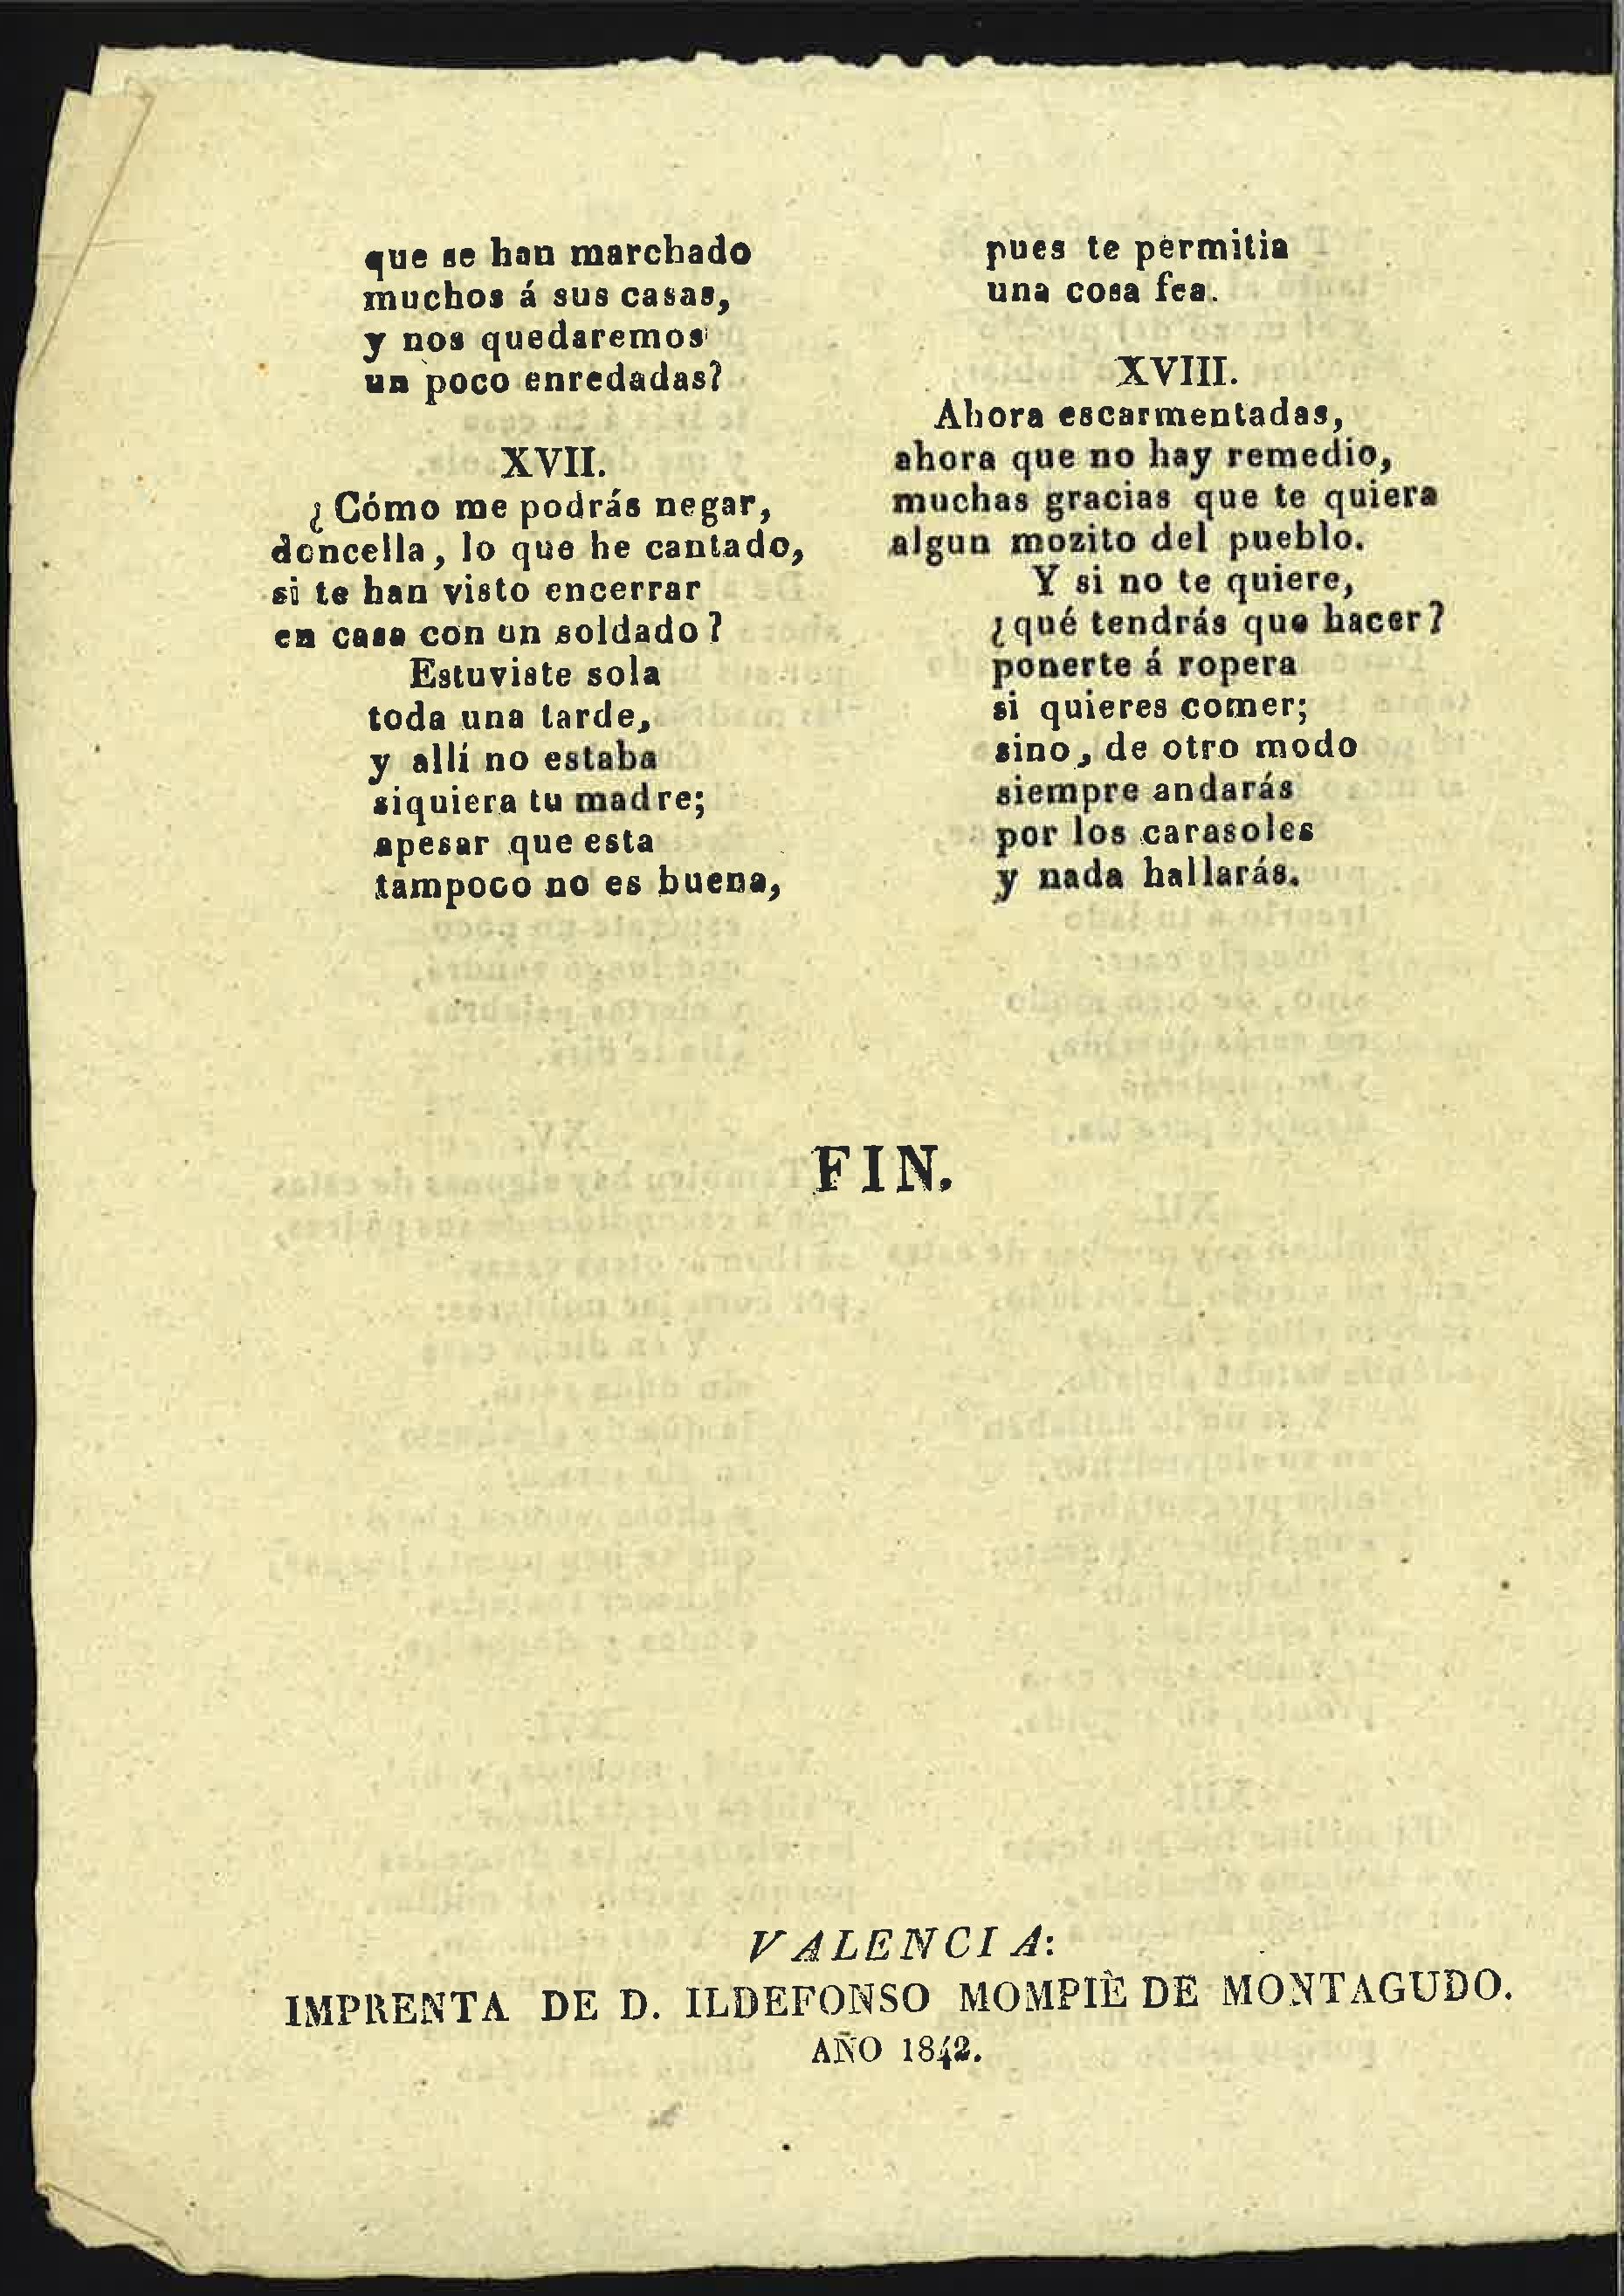 que se han marchado
muchos á sus casas,
y nos quedaremos
un poco enredadas?
XVII.
¿Cómo me podrás negar,
doncella, lo que he cantado,
si te han visto encerrar
en casa con un soldado?
Estuviste sola
toda una tarde,
y allí no estaba
siquiera tu madre;
apesar que esta
tampoco no es buena,
pues te permitia
una cosa fea.
XVIII.
Ahora escarmentadas,
ahora que no hay remedio,
muchas gracias que te quiera
algun mozito del pueblo.
Y si no te quiere,
¿qué tendrás que hacer?
ponerte á ropera
si quieres comer;
sino, de otro modo
siempre andarás
por los carasoles
y nada hallarás.
FIN.
VALENCIA:
IMPRENTA DE D. ILDEFONSO MOMPIÈ DE MONTAGUDO.
AÑO 1842.